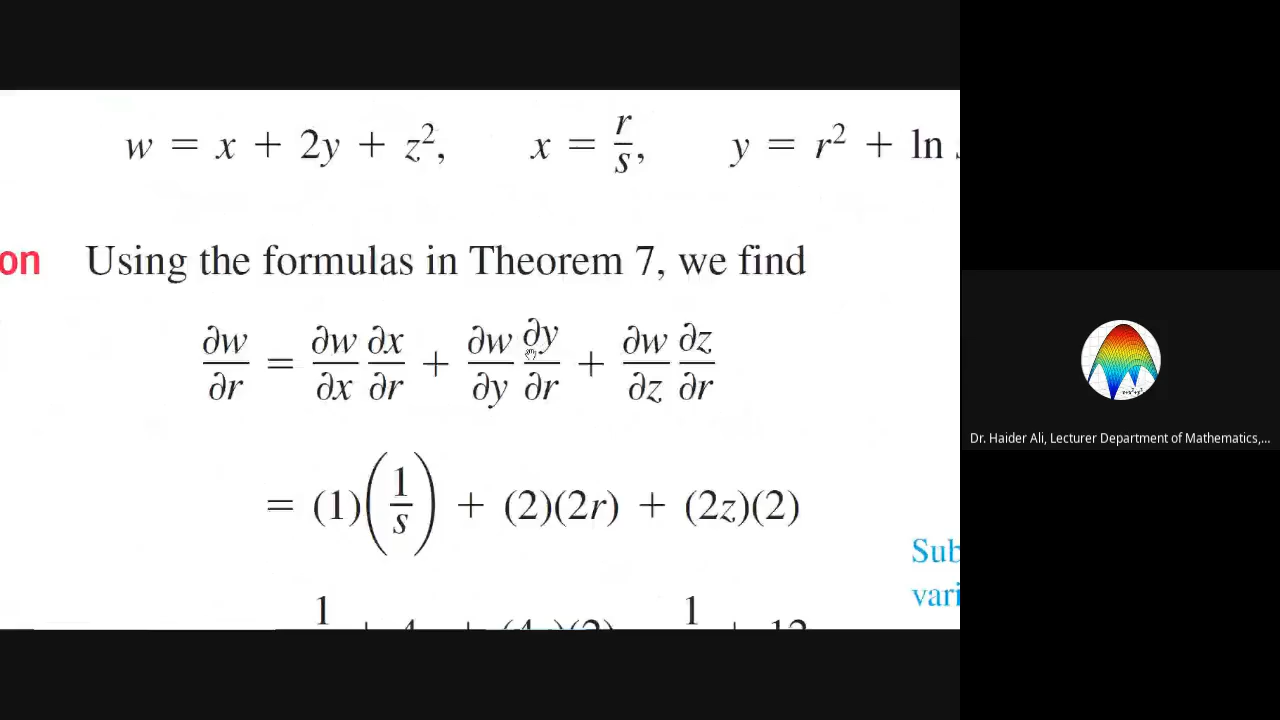 w = x + 2y + z², x = r/s, y = r² + ln
on Using the formulas in Theorem 7, we find
∂w/∂r = ∂w/∂x ∂x/∂r + ∂w/∂y ∂y/∂r + ∂w/∂z ∂z/∂r
= (1)(1/s) + (2)(2r) + (2z)(2)
Sub
vari
Dr. Haider Ali, Lecturer Department of Mathematics,...